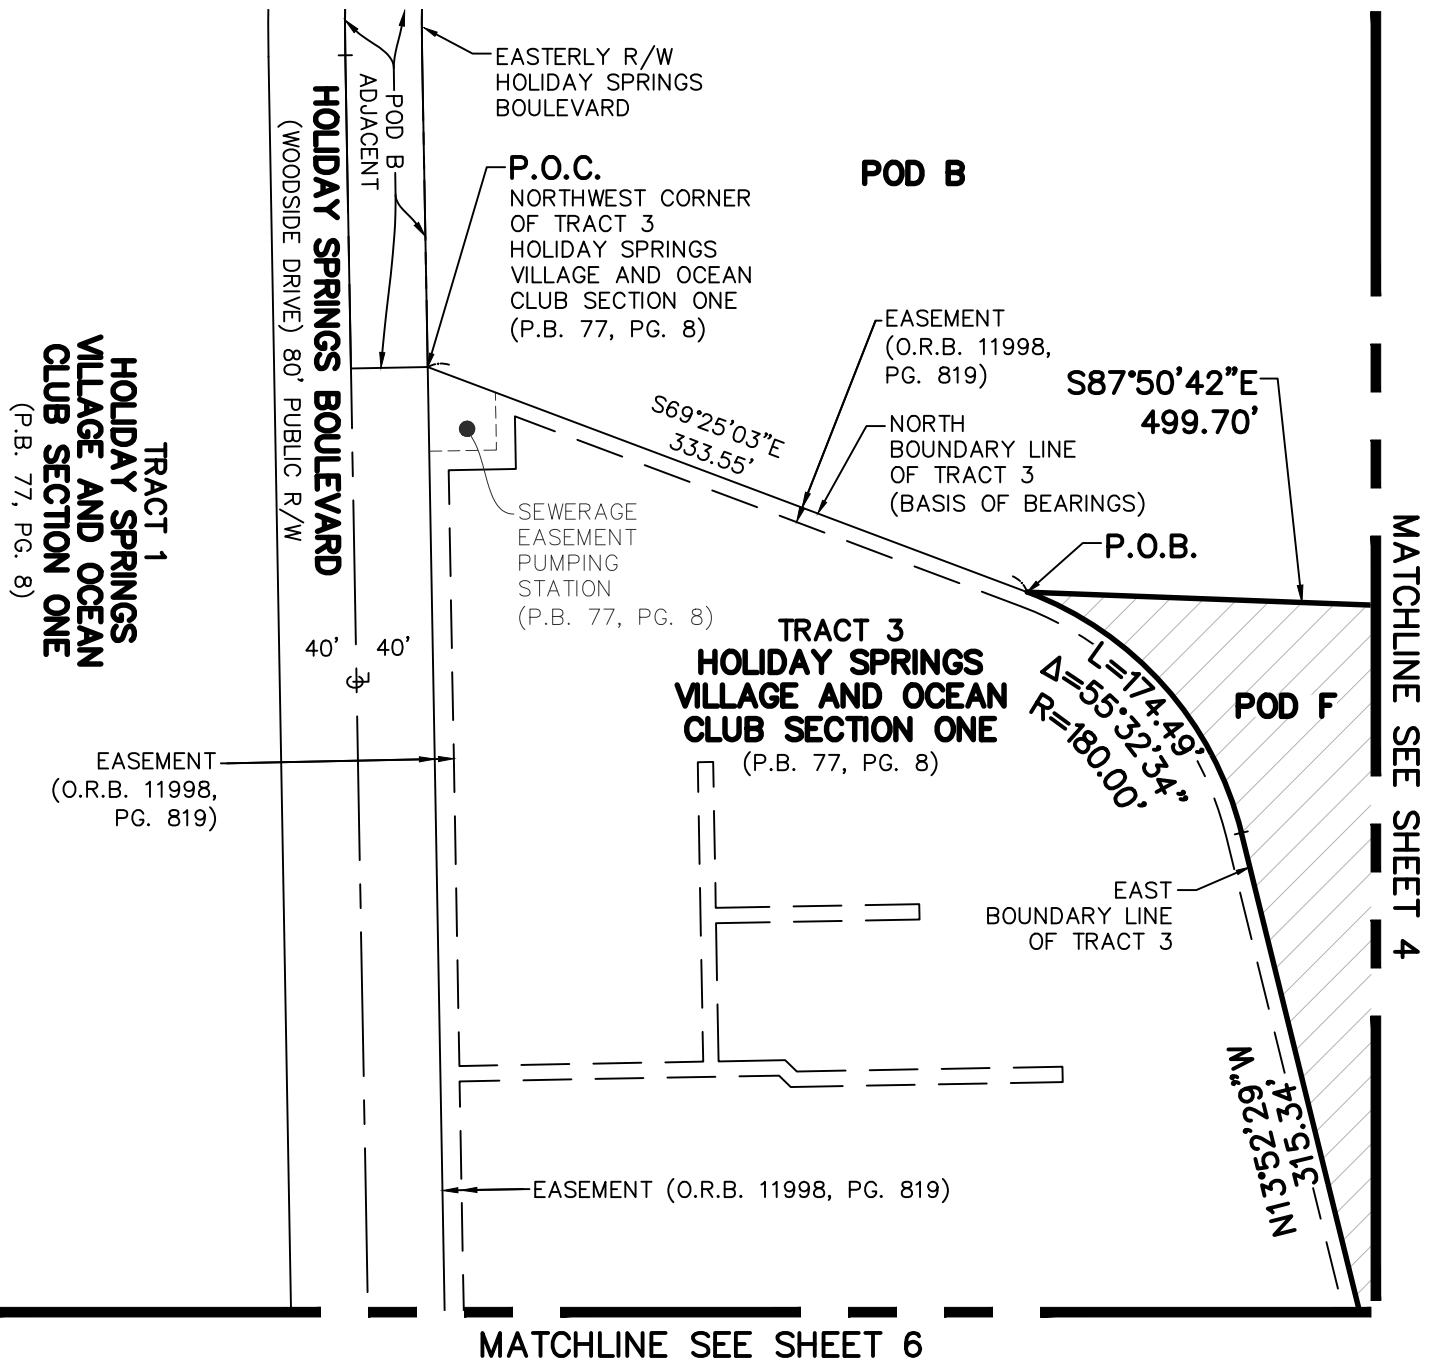 EASTERLY R/W
HOLIDAY SPRINGS
BOULEVARD
POD B
ADJACENT
P.O.C.
NORTHWEST CORNER
OF TRACT 3
HOLIDAY SPRINGS
VILLAGE AND OCEAN
CLUB SECTION ONE
(P.B. 77, PG. 8)
POD B
HOLIDAY SPRINGS BOULEVARD
(WOODSIDE DRIVE) 80' PUBLIC R/W
TRACT 1
HOLIDAY SPRINGS
VILLAGE AND OCEAN
CLUB SECTION ONE
(P.B. 77, PG. 8)
EASEMENT
(O.R.B. 11998,
PG. 819)
S87°50'42"E
499.70'
S69°25'03"E
333.55'
NORTH
BOUNDARY LINE
OF TRACT 3
(BASIS OF BEARINGS)
SEWERAGE
EASEMENT
PUMPING
STATION
(P.B. 77, PG. 8)
P.O.B.
MATCHLINE SEE SHEET 4
40' 40'
TRACT 3
HOLIDAY SPRINGS
VILLAGE AND OCEAN
CLUB SECTION ONE
(P.B. 77, PG. 8)
L=174.49'
Δ=55°32'34"
R=180.00'
POD F
EASEMENT
(O.R.B. 11998,
PG. 819)
EAST
BOUNDARY LINE
OF TRACT 3
N13°52'29"W
315.34'
EASEMENT (O.R.B. 11998, PG. 819)
MATCHLINE SEE SHEET 6